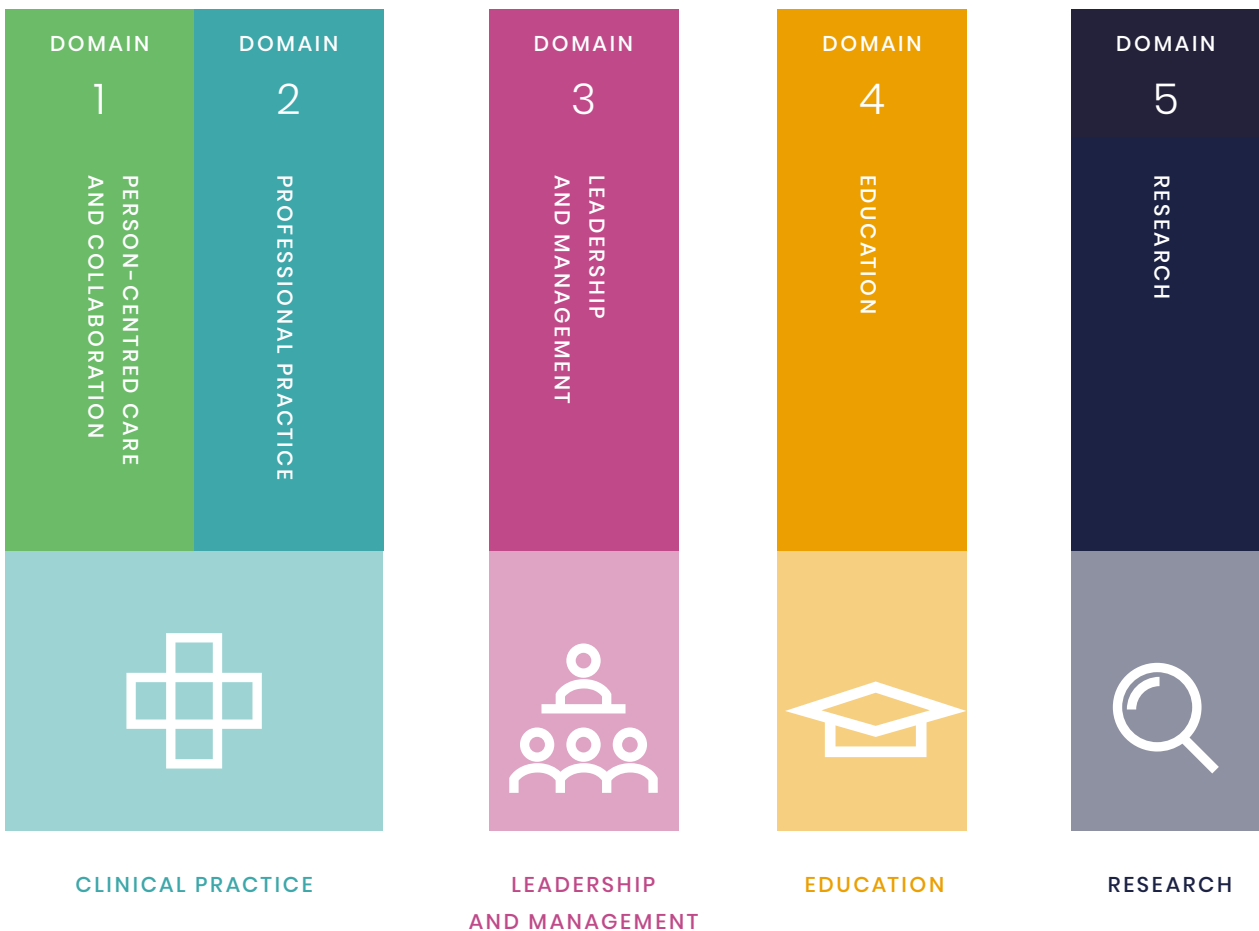 DOMAIN
1
PERSON-CENTRED CARE
AND COLLABORATION
DOMAIN
2
PROFESSIONAL PRACTICE
CLINICAL PRACTICE
DOMAIN
3
LEADERSHIP
AND MANAGEMENT
LEADERSHIP
AND MANAGEMENT
DOMAIN
4
EDUCATION
EDUCATION
DOMAIN
5
RESEARCH
RESEARCH